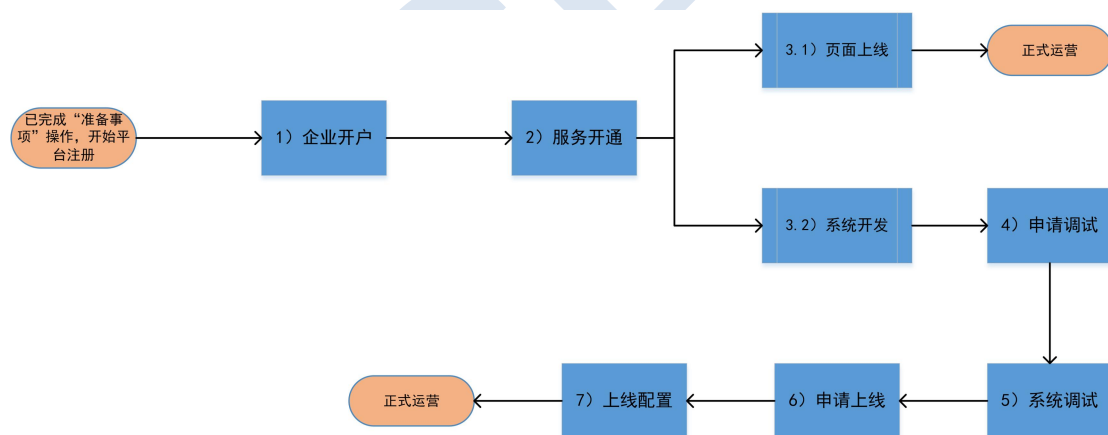 3.1）页面上线
正式运营
已完成“准备事
项”操作，开始平
台注册
1）企业开户
2）服务开通
3.2）系统开发
4）申请调试
正式运营
7）上线配置
6）申请上线
5）系统调试